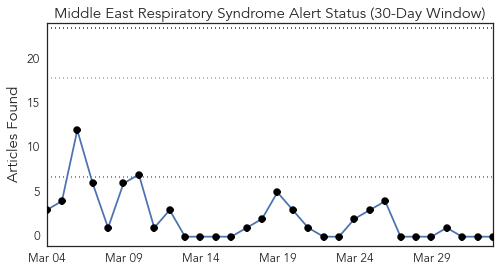 Middle East Respiratory Syndrome Alert Status (30-Day Window)
Articles Found
20
15
10
5
0
Mar 04 Mar 09 Mar 14 Mar 19 Mar 24 Mar 29